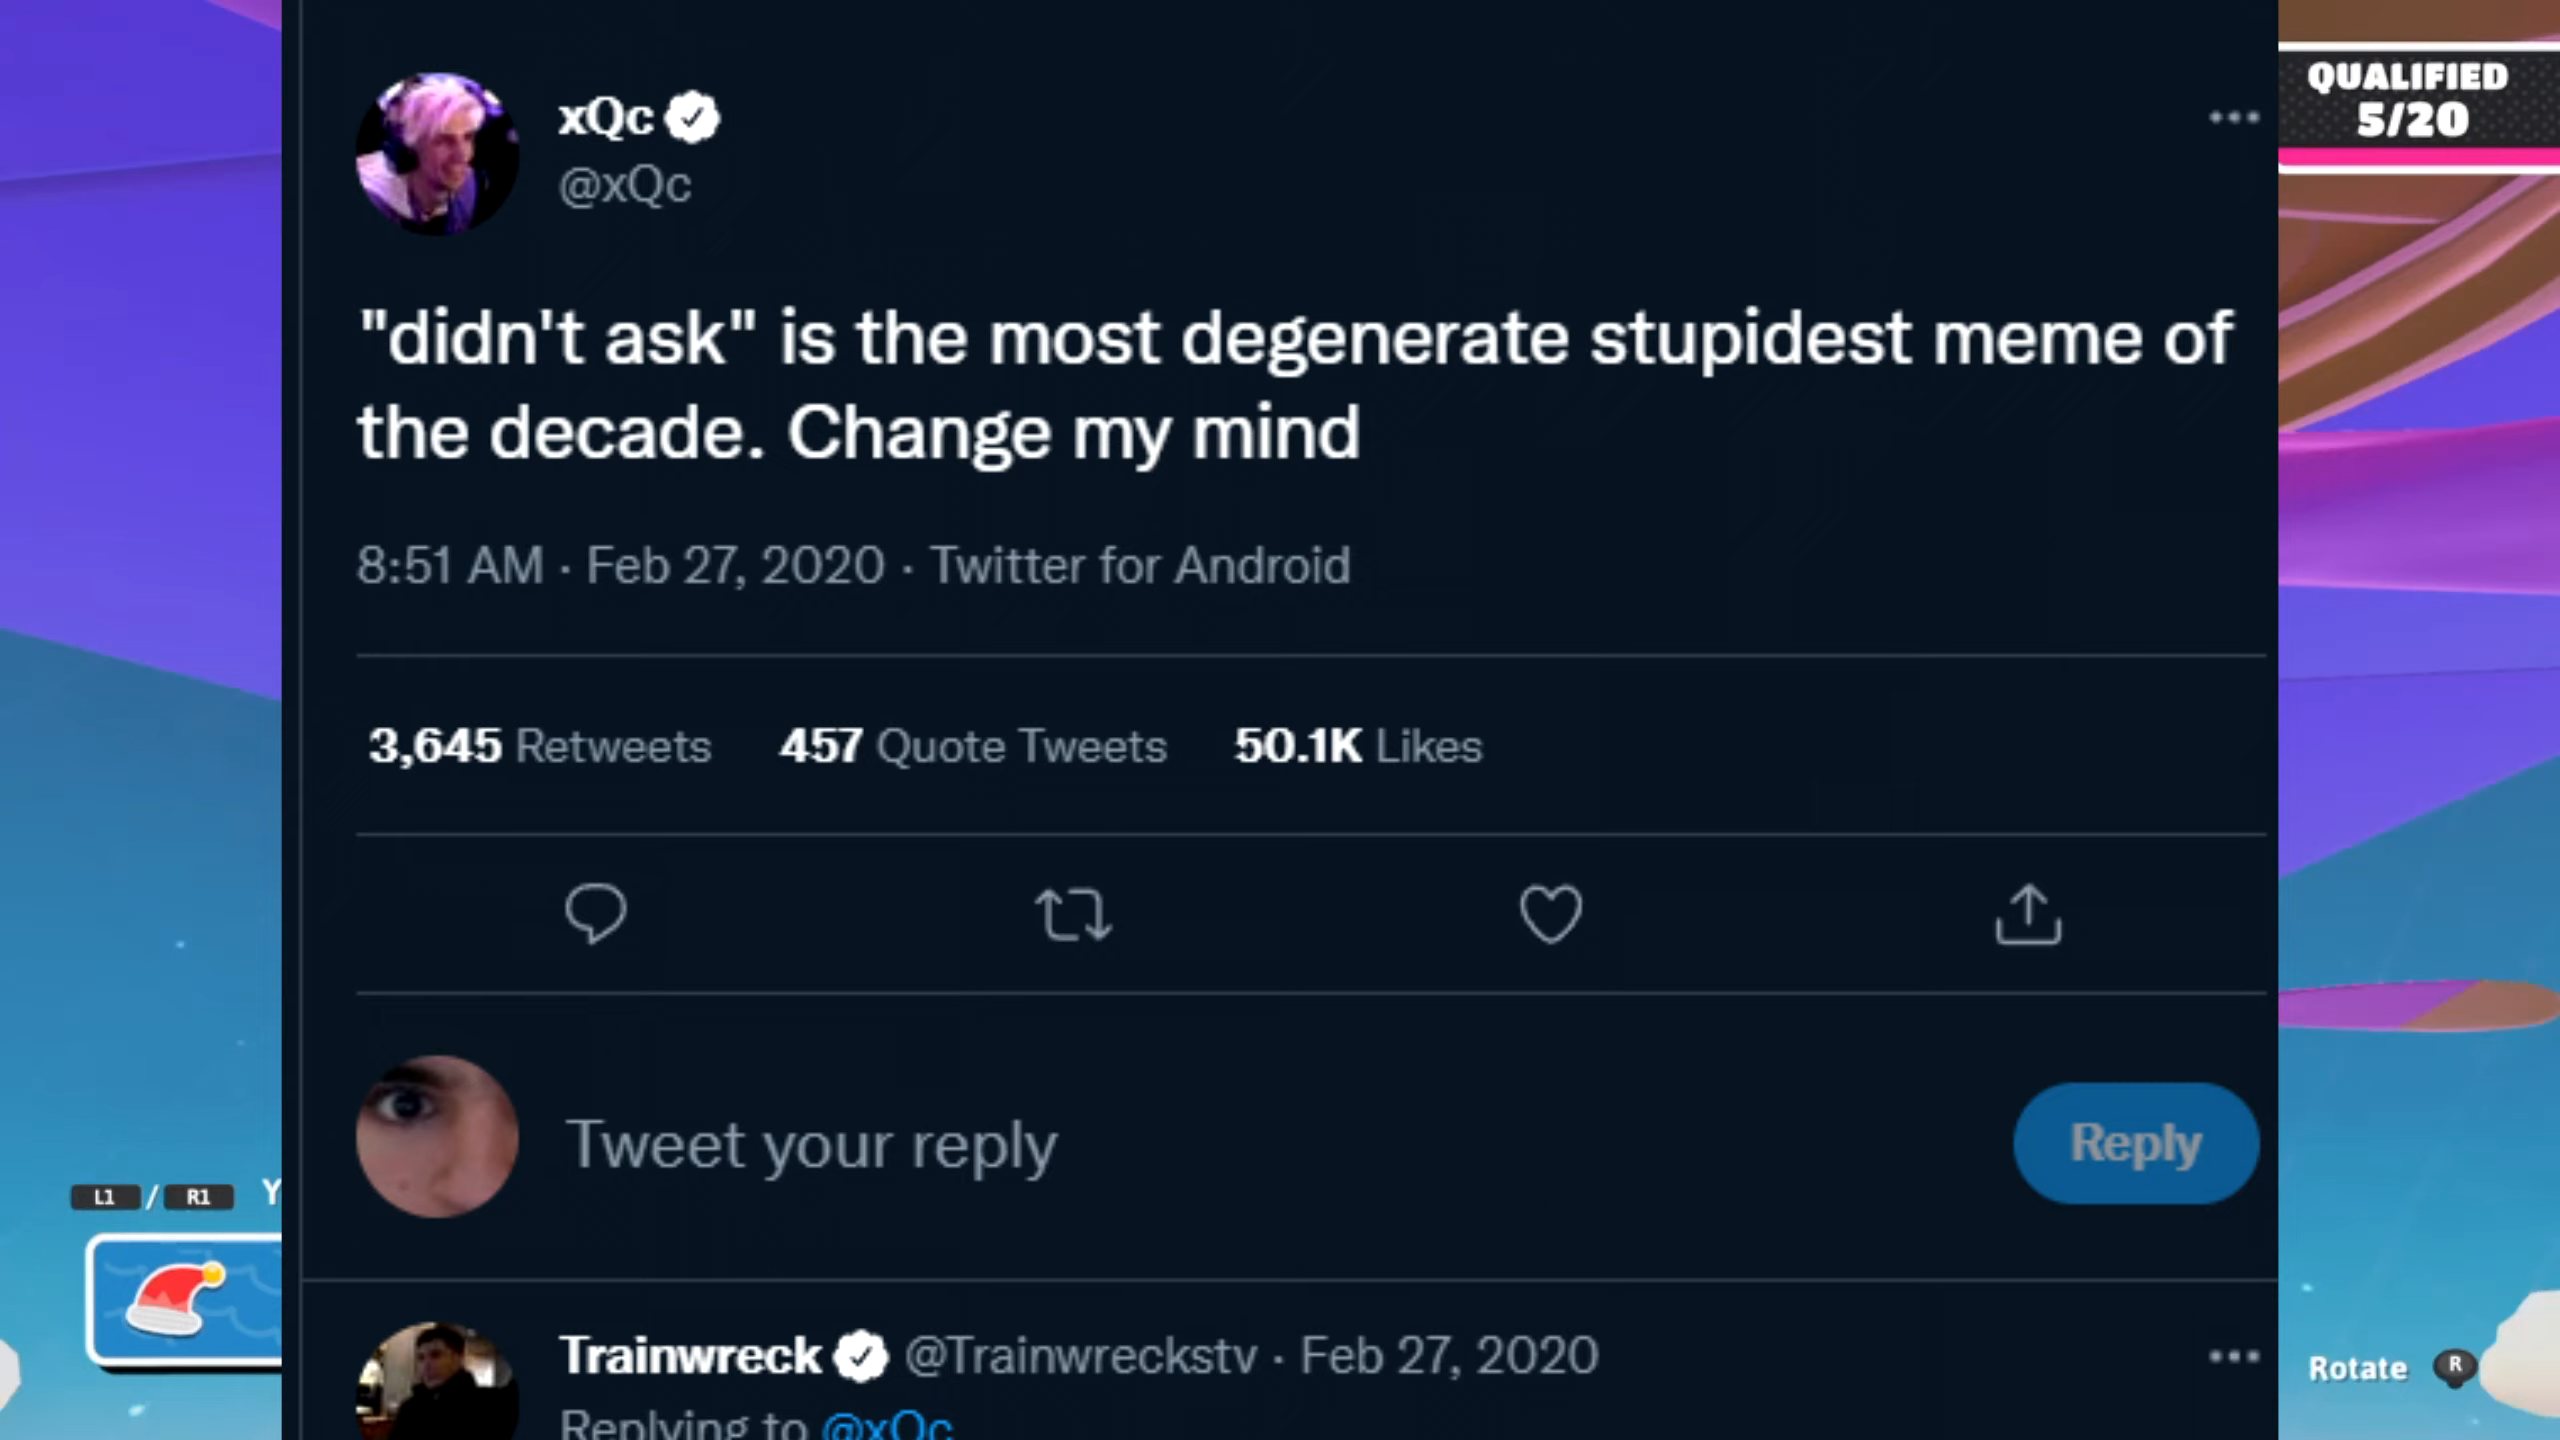 xQc
@xQc
"didn't ask" is the most degenerate stupidest meme of
the decade. Change my mind
8:51 AM · Feb 27, 2020 · Twitter for Android
3,645 Retweets 457 Quote Tweets 50.1K Likes
Tweet your reply
Reply
Trainwreck @Trainwreckstv · Feb 27, 2020
Replying to @xQc
QUALIFIED
5/20
L1 / R1 Y
Rotate R